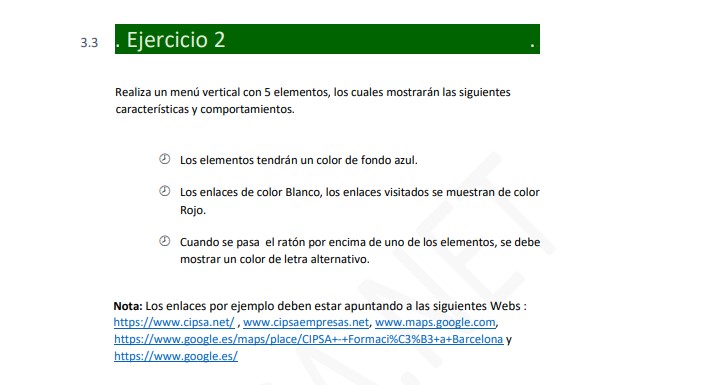 3.3 . Ejercicio 2 .
Realiza un menú vertical con 5 elementos, los cuales mostrarán las siguientes
características y comportamientos.
Los elementos tendrán un color de fondo azul.
Los enlaces de color Blanco, los enlaces visitados se muestran de color
Rojo.
Cuando se pasa el ratón por encima de uno de los elementos, se debe
mostrar un color de letra alternativo.
Nota: Los enlaces por ejemplo deben estar apuntando a las siguientes Webs :
https://www.cipsa.net/ , www.cipsaempresas.net, www.maps.google.com,
https://www.google.es/maps/place/CIPSA+-+Formaci%C3%B3+a+Barcelona y
https://www.google.es/
A.NET